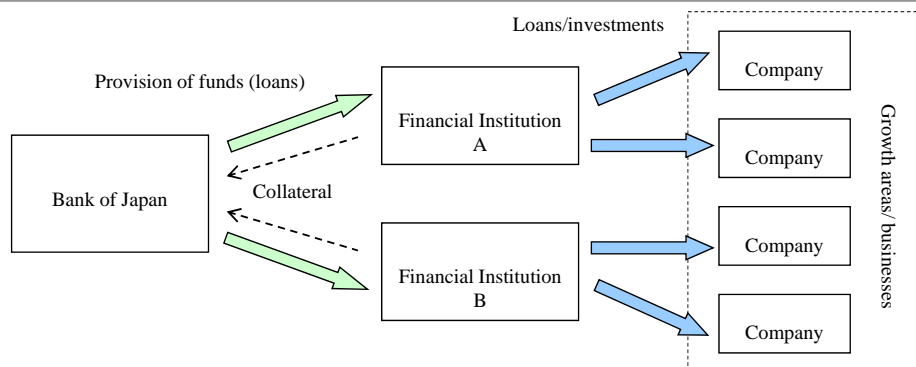 Loans/investments
Provision of funds (loans)
Company
Financial Institution
A
Company
Bank of Japan
Collateral
Company
Financial Institution
B
Company
Growth areas/ businesses